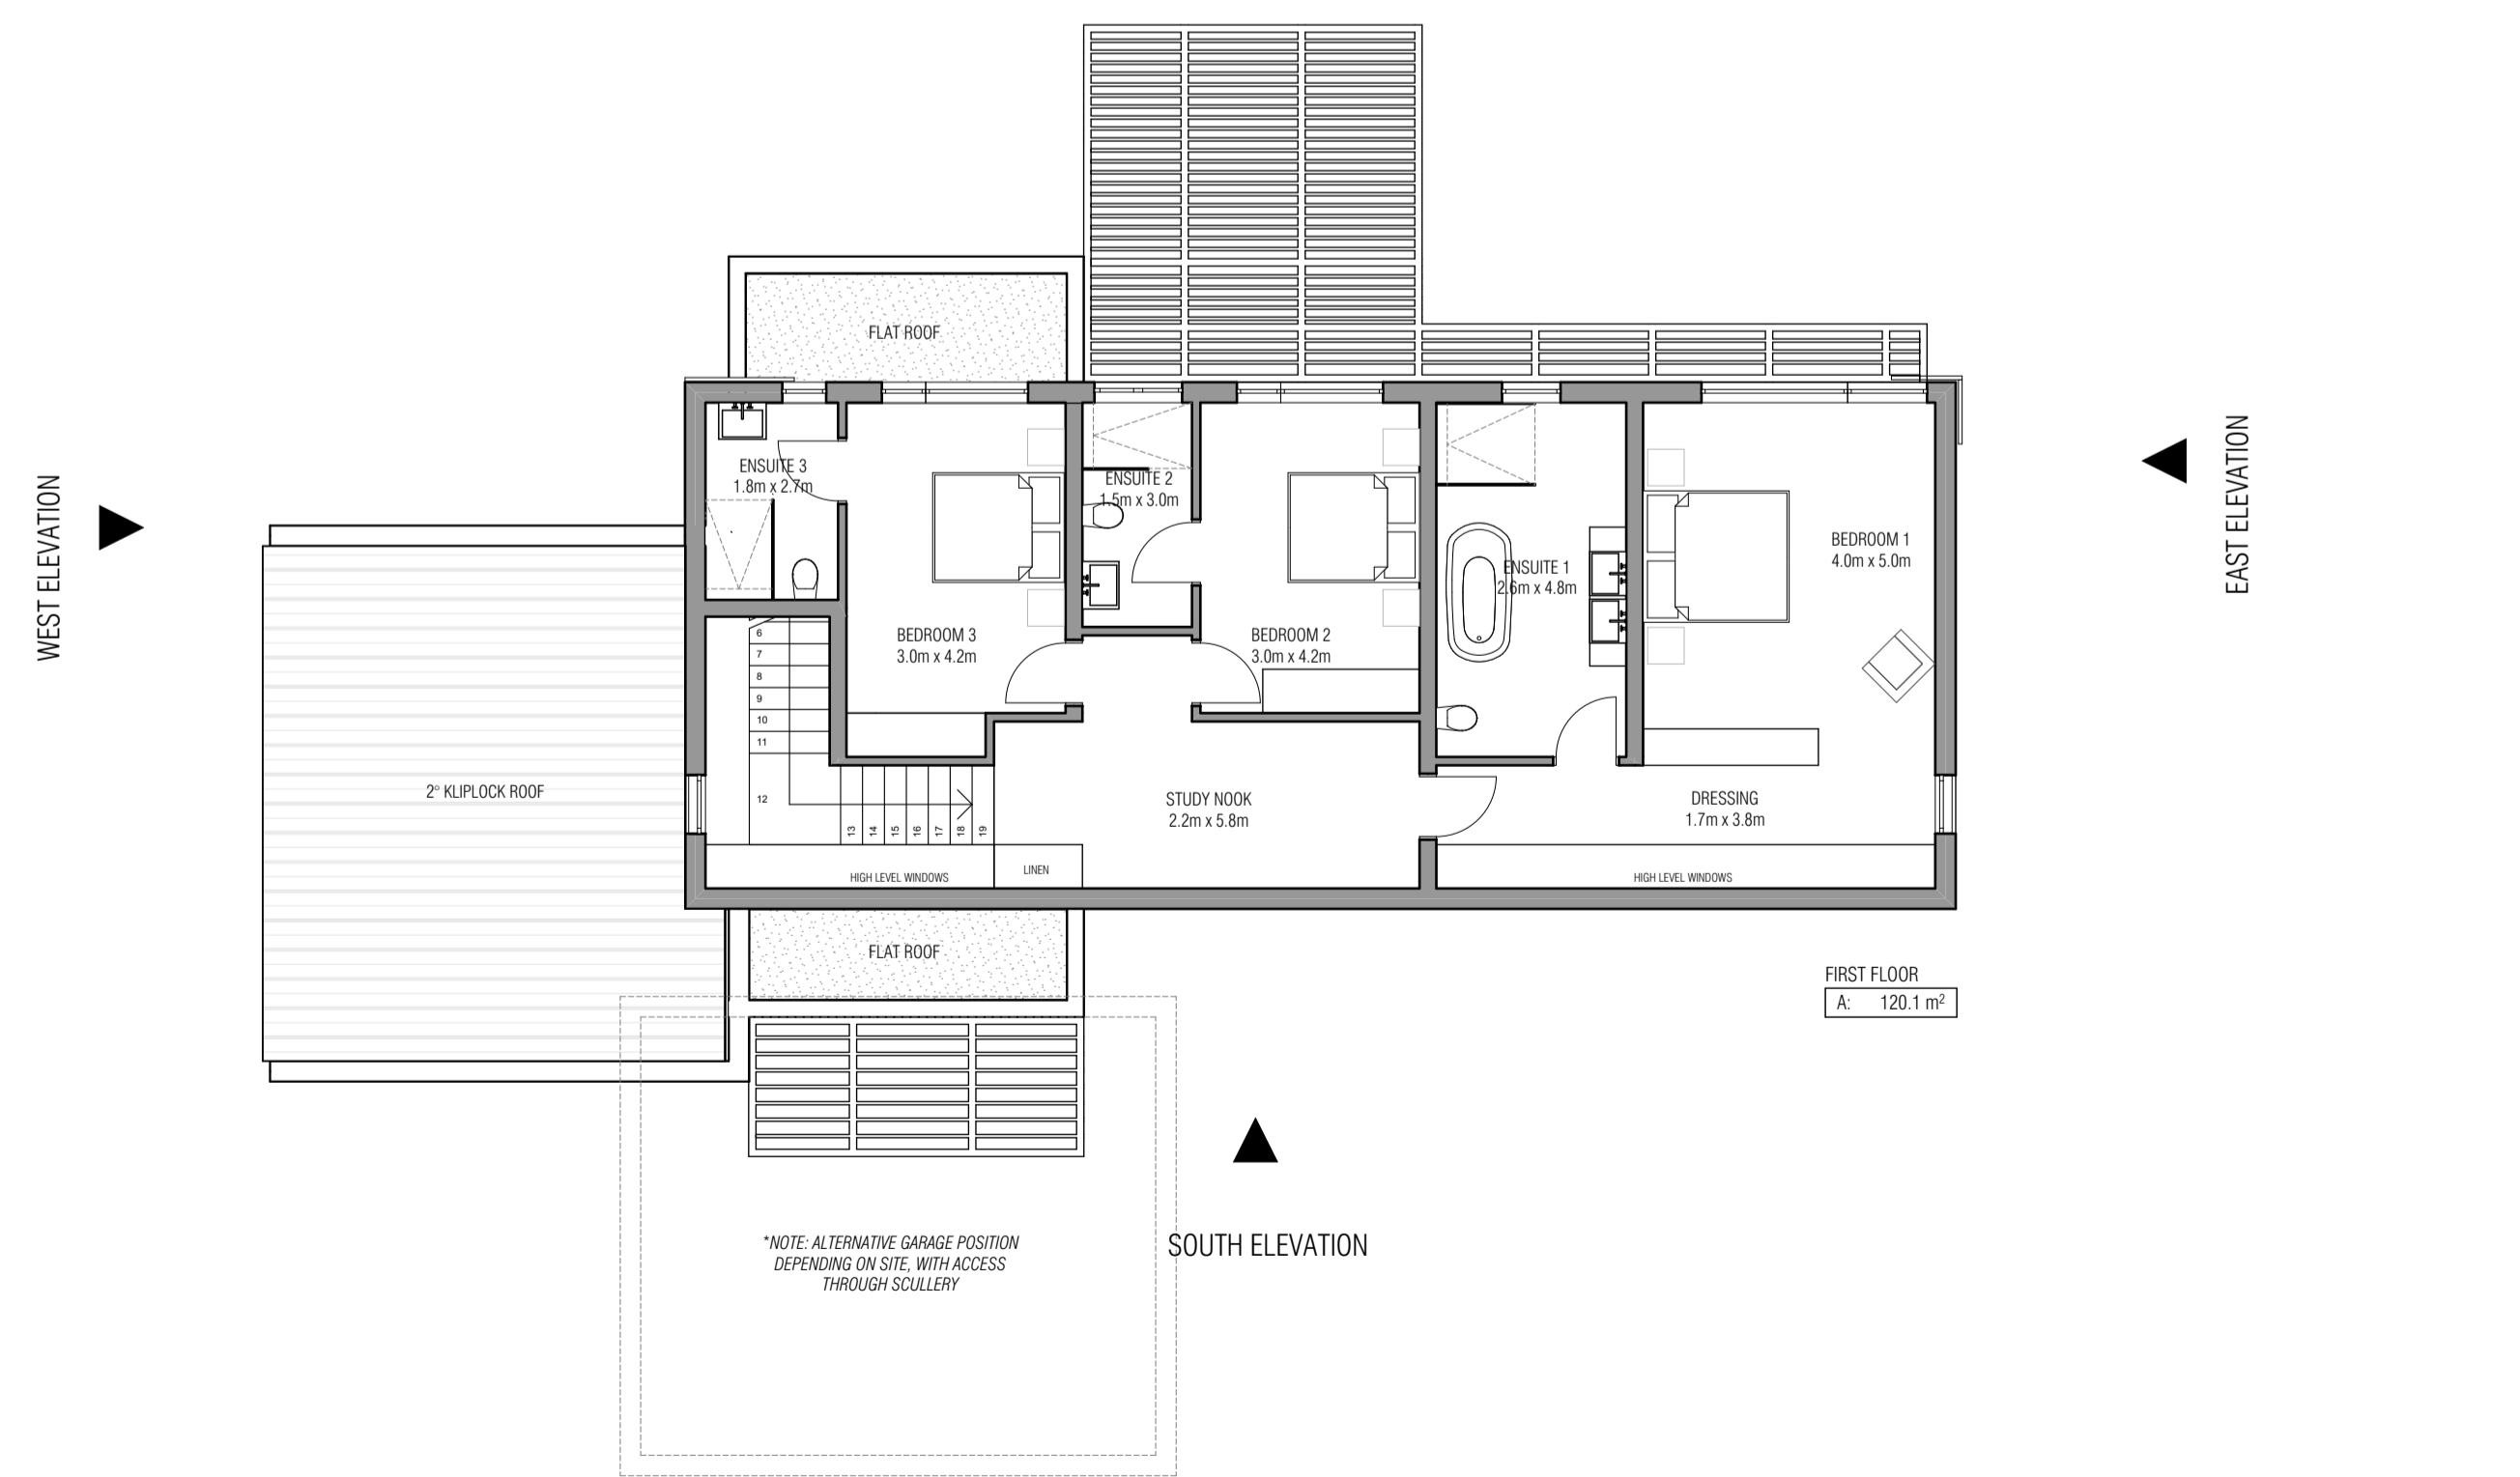 FLAT ROOF
WEST ELEVATION
EAST ELEVATION
ENSUITE 3
1.8m x 2.7m
ENSUITE 2
1.5m x 3.0m
ENSUITE 1
2.6m x 4.8m
BEDROOM 1
4.0m x 5.0m
BEDROOM 3
3.0m x 4.2m
BEDROOM 2
3.0m x 4.2m
6
7
8
9
10
11
12
13
14
15
16
17
18
19
2° KLIPLOCK ROOF
STUDY NOOK
2.2m x 5.8m
DRESSING
1.7m x 3.8m
HIGH LEVEL WINDOWS
LINEN
HIGH LEVEL WINDOWS
FLAT ROOF
FIRST FLOOR
A: 120.1 m²
SOUTH ELEVATION
*NOTE: ALTERNATIVE GARAGE POSITION
DEPENDING ON SITE, WITH ACCESS
THROUGH SCULLERY